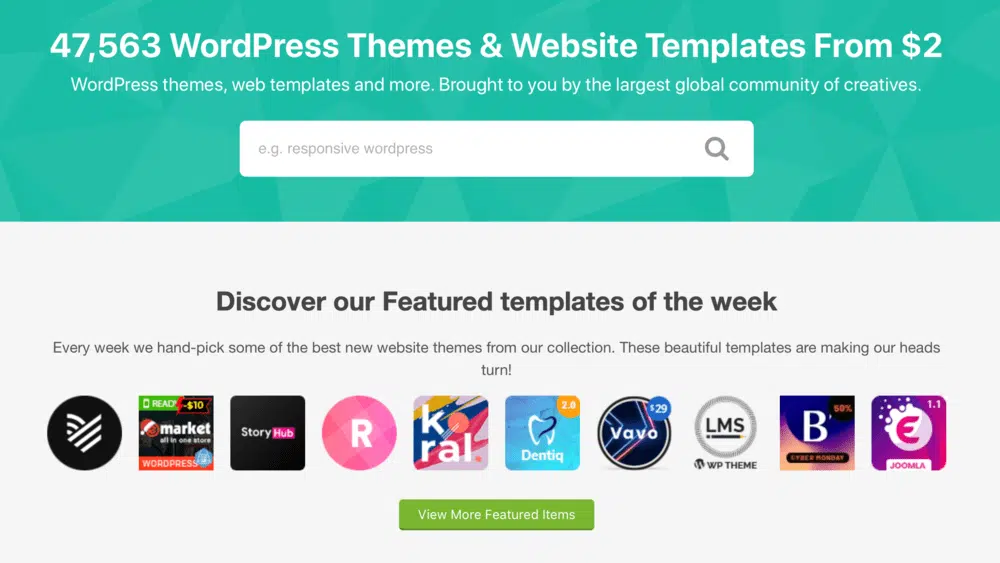 47,563 WordPress Themes & Website Templates From $2
WordPress themes, web templates and more. Brought to you by the largest global community of creatives.
e.g. responsive wordpress
Discover our Featured templates of the week
Every week we hand-pick some of the best new website themes from our collection. These beautiful templates are making our heads
turn!
READY -$10
market
all in one store
WORDPRESS
Story Hub
R
k
ral.
2.0
Dentiq
$29
Vavo
LMS
WP THEME
50%
B
CYBER MONDAY
1.1
e
JOOMLA
View More Featured Items